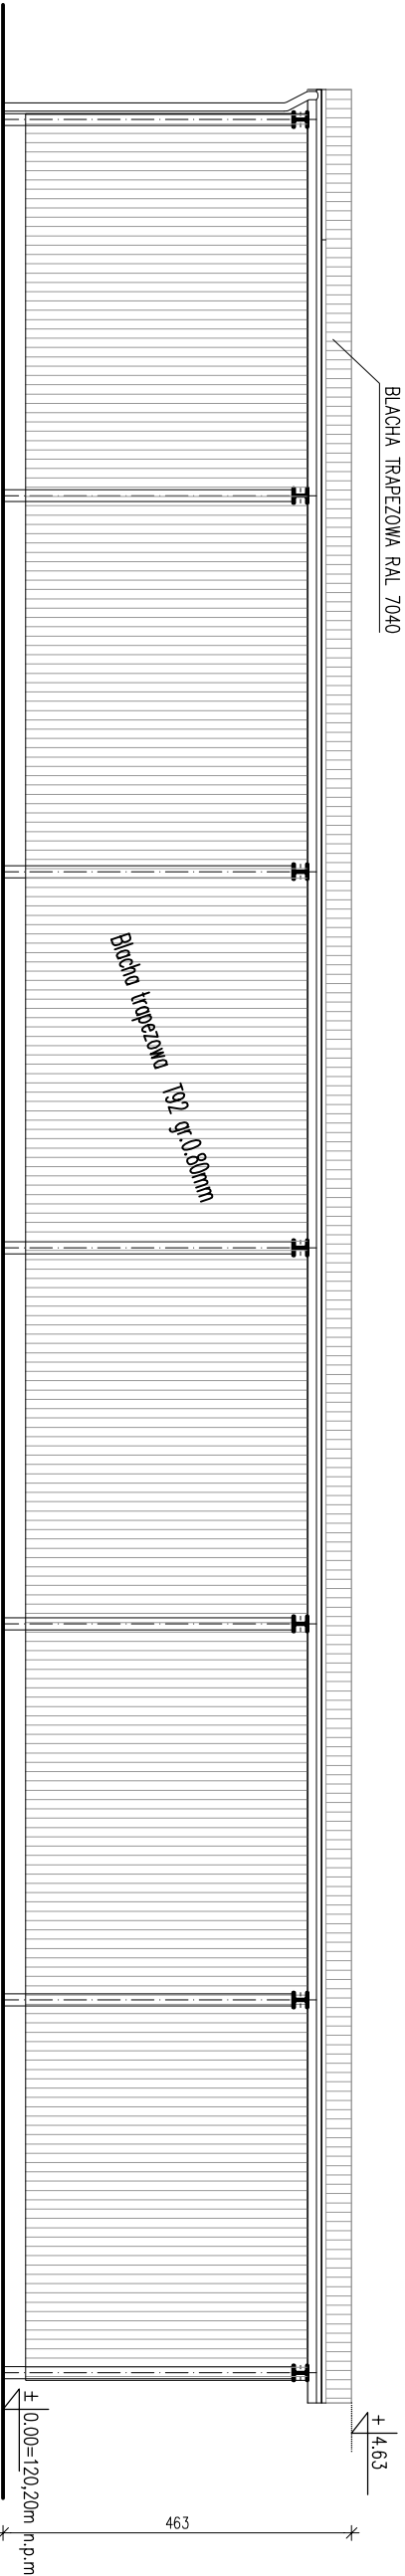 BLACHA TRAPEZOWA RAL 7040
Blacha trapezowa T92 gr.0.80mm
+ 4.63
463
± 0.00=120,20m n.p.m